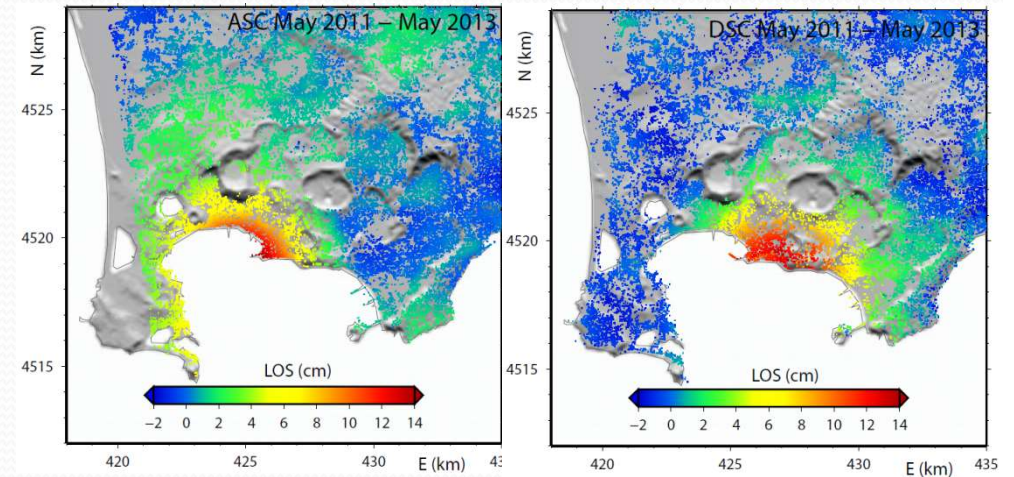 ASC May 2011 – May 2013
N (km)
4525
4520
4515
LOS (cm)
−2 0 2 4 6 8 10 12 14
420 425 430 43
E (km)
DSC May 2011 – May 2013
N (km)
4525
4520
4515
LOS (cm)
−2 0 2 4 6 8 10 12 14
420 425 430 435
E (km)